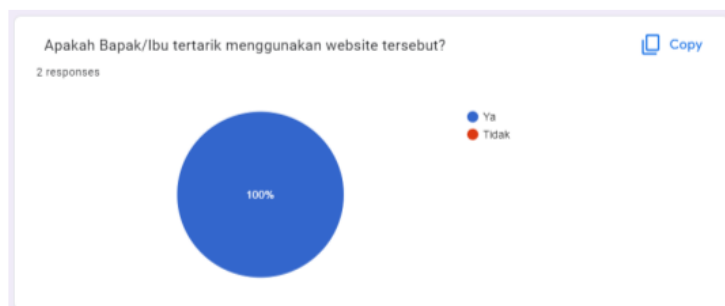 Apakah Bapak/Ibu tertarik menggunakan website tersebut?
Copy
2 responses
Ya
Tidak
100%